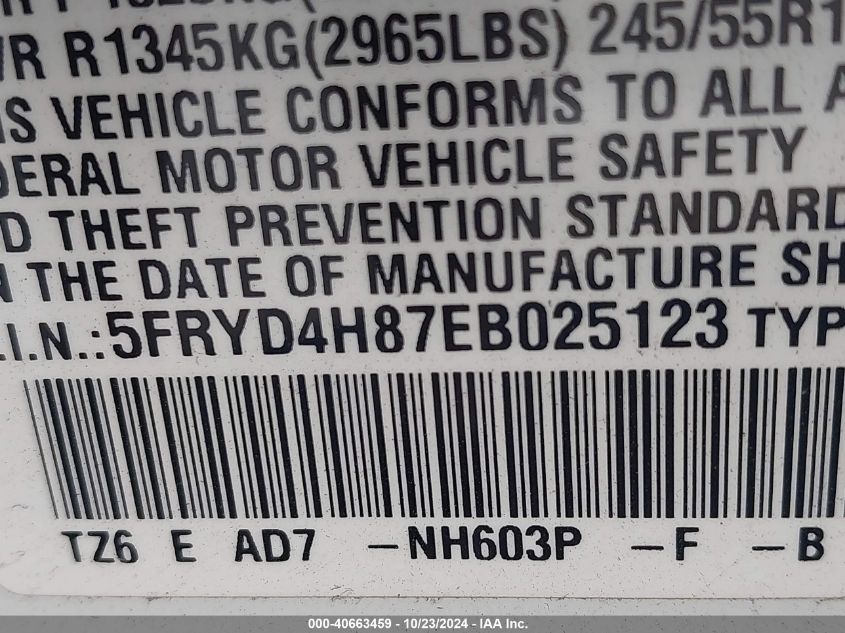 R1345KG(2965LBS) 245/55R1
VEHICLE CONFORMS TO ALL
MOTOR VEHICLE SAFETY
THEFT PREVENTION STANDARD
THE DATE OF MANUFACTURE SH
.I.N.:5FRYD4H87EB025123 TYP
TZ6 E AD7 -NH603P -F -B
000-40663459 - 10/23/2024 - IAA Inc.